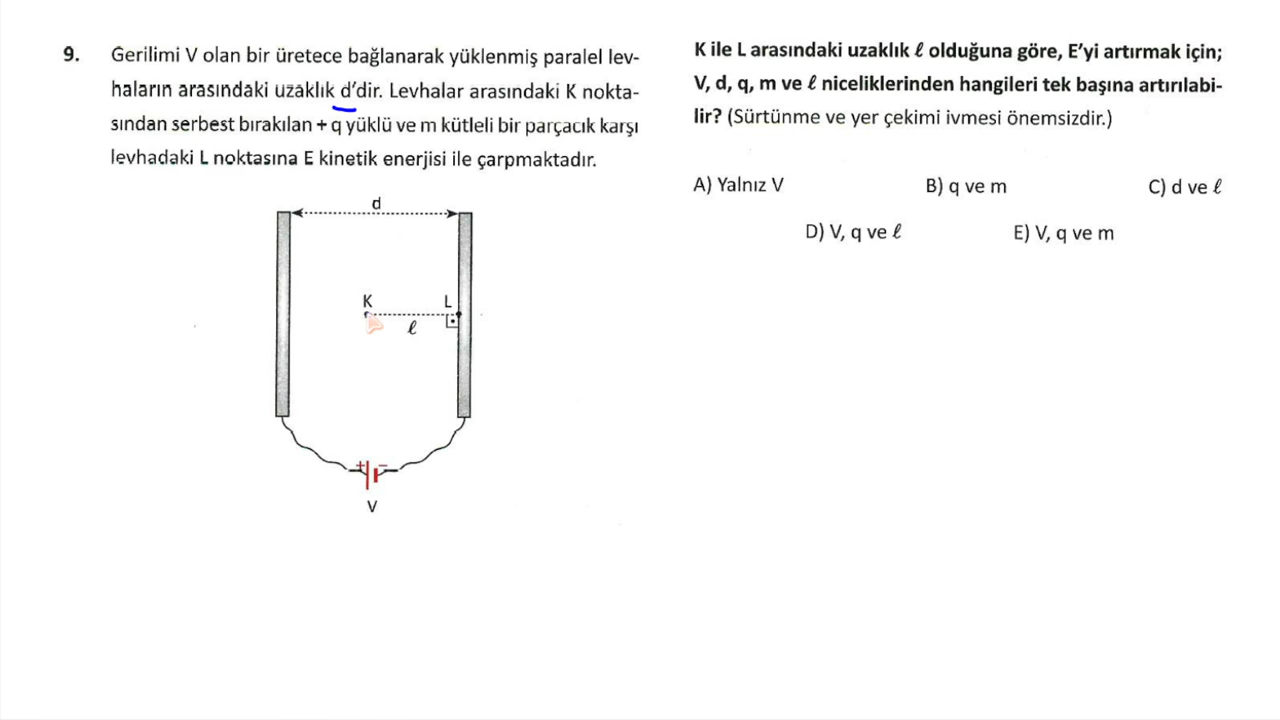 9. Gerilimi V olan bir üretece bağlanarak yüklenmiş paralel lev-
haların arasındaki uzaklık d'dir. Levhalar arasındaki K nokta-
sından serbest bırakılan + q yüklü ve m kütleli bir parçacık karşı
levhadaki L noktasına E kinetik enerjisi ile çarpmaktadır.
d
K L
ℓ
+ −
V
K ile L arasındaki uzaklık ℓ olduğuna göre, E'yi artırmak için;
V, d, q, m ve ℓ niceliklerinden hangileri tek başına artırılabi-
lir? (Sürtünme ve yer çekimi ivmesi önemsizdir.)
A) Yalnız V B) q ve m C) d ve ℓ
D) V, q ve ℓ E) V, q ve m